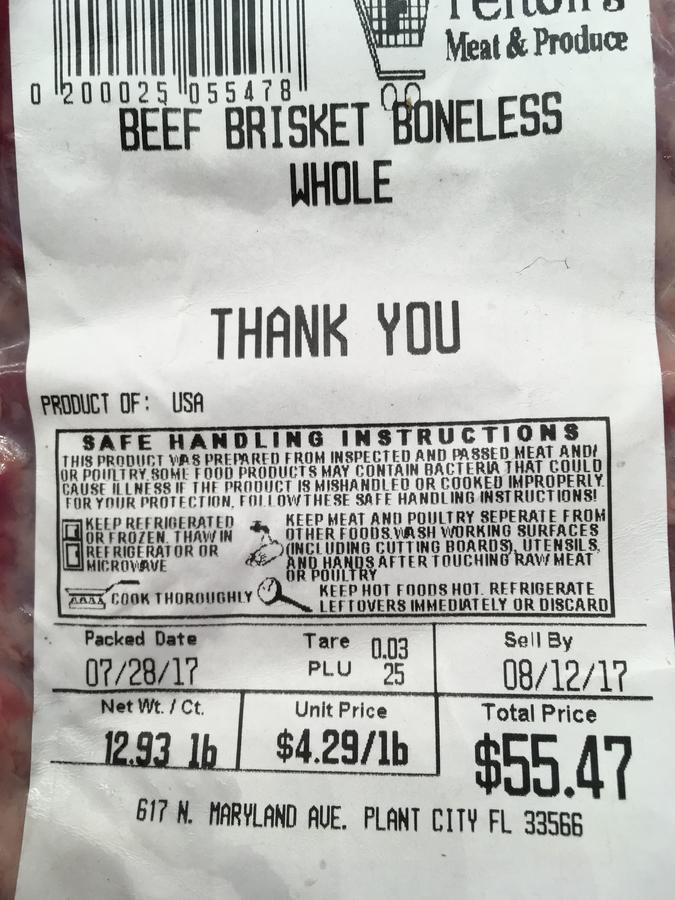 Meat & Produce
0 200025 055478
BEEF BRISKET BONELESS
WHOLE
THANK YOU
PRODUCT OF: USA
SAFE HANDLING INSTRUCTIONS
THIS PRODUCT WAS PREPARED FROM INSPECTED AND PASSED MEAT AND/
OR POULTRY. SOME FOOD PRODUCTS MAY CONTAIN BACTERIA THAT COULD
CAUSE ILLNESS IF THE PRODUCT IS MISHANDLED OR COOKED IMPROPERLY.
FOR YOUR PROTECTION, FOLLOW THESE SAFE HANDLING INSTRUCTIONS!
KEEP REFRIGERATED
OR FROZEN. THAW IN
REFRIGERATOR OR
MICROWAVE
KEEP MEAT AND POULTRY SEPERATE FROM
OTHER FOODS. WASH WORKING SURFACES
(INCLUDING CUTTING BOARDS), UTENSILS,
AND HANDS AFTER TOUCHING RAW MEAT
OR POULTRY
COOK THOROUGHLY
KEEP HOT FOODS HOT. REFRIGERATE
LEFTOVERS IMMEDIATELY OR DISCARD
Packed Date
07/28/17
Tare 0.03
PLU 25
Sell By
08/12/17
Net Wt. / Ct.
12.93 lb
Unit Price
$4.29/lb
Total Price
$55.47
617 N. MARYLAND AVE. PLANT CITY FL 33566